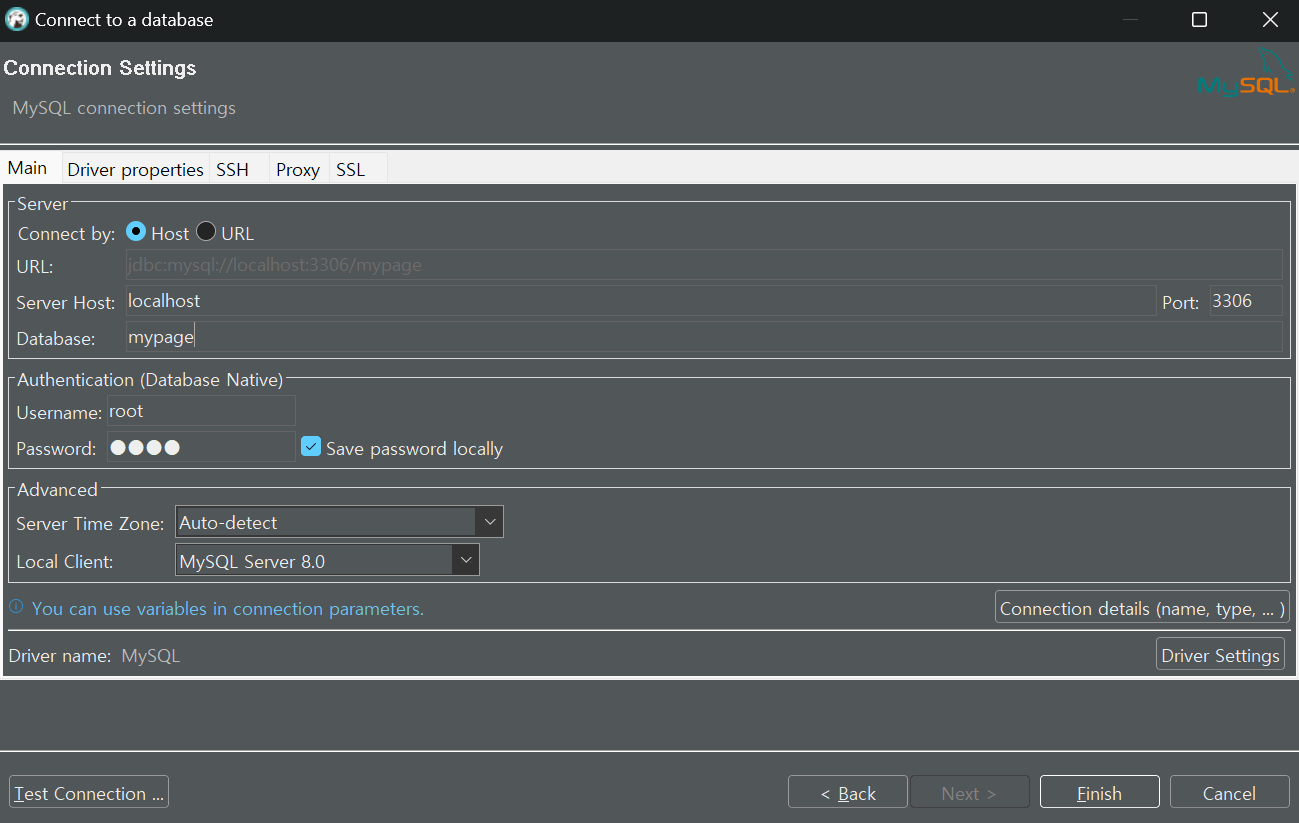 Connect to a database
Connection Settings
MySQL connection settings
MySQL®
Main Driver properties SSH Proxy SSL
Server
Connect by: Host URL
URL: jdbc:mysql://localhost:3306/mypage
Server Host: localhost Port: 3306
Database: mypage
Authentication (Database Native)
Username: root
Password: ●●●● Save password locally
Advanced
Server Time Zone: Auto-detect
Local Client: MySQL Server 8.0
You can use variables in connection parameters. Connection details (name, type, ... )
Driver name: MySQL Driver Settings
Test Connection ... < Back Next > Finish Cancel